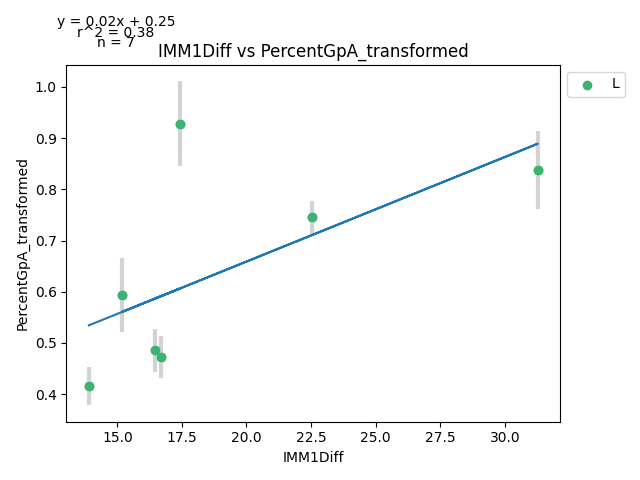 y = 0.02x + 0.25
r^2 = 0.38
n = 7
IMM1Diff vs PercentGpA_transformed
L
1.0
0.9
0.8
0.7
0.6
0.5
0.4
PercentGpA_transformed
15.0 17.5 20.0 22.5 25.0 27.5 30.0
IMM1Diff